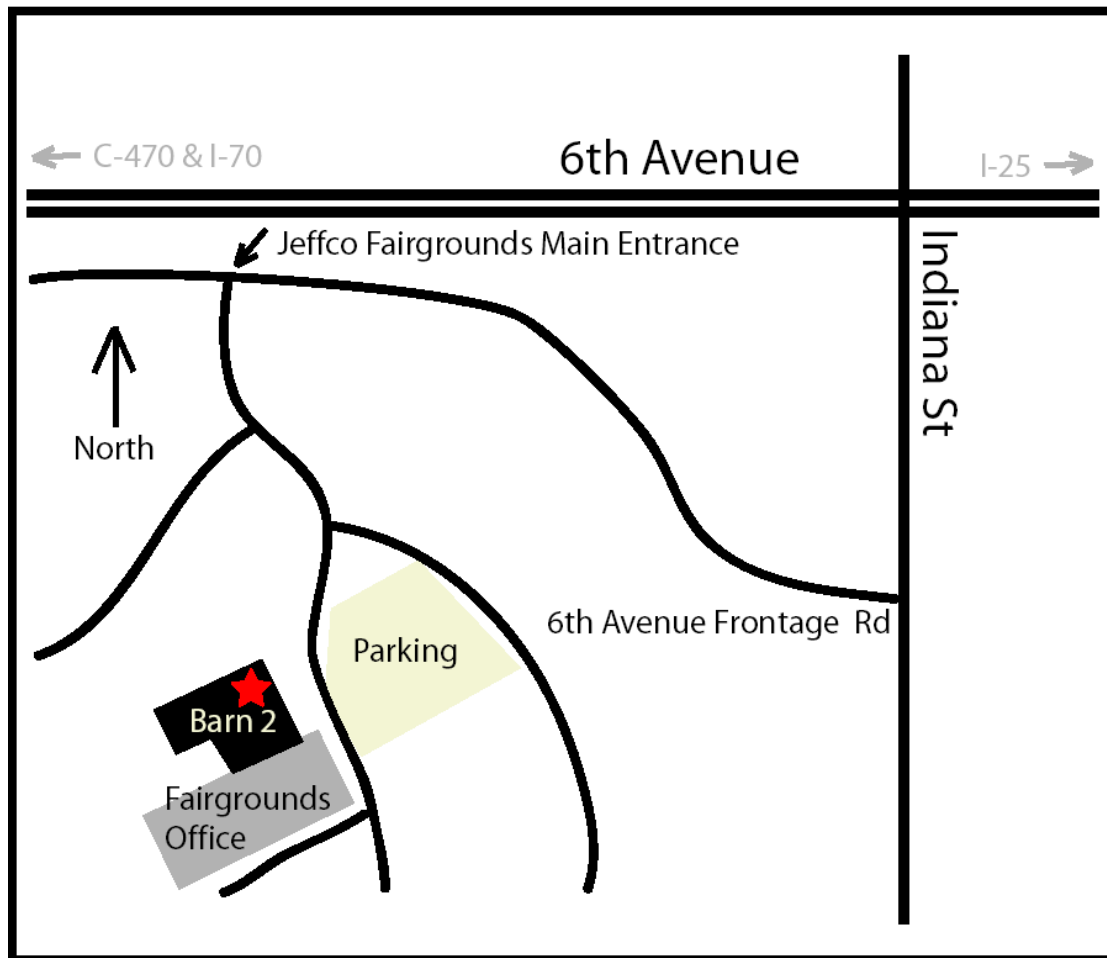 6th Avenue
C-470 & I-70
I-25
Jeffco Fairgrounds Main Entrance
Indiana St
North
6th Avenue Frontage Rd
Parking
Barn 2
Fairgrounds
Office